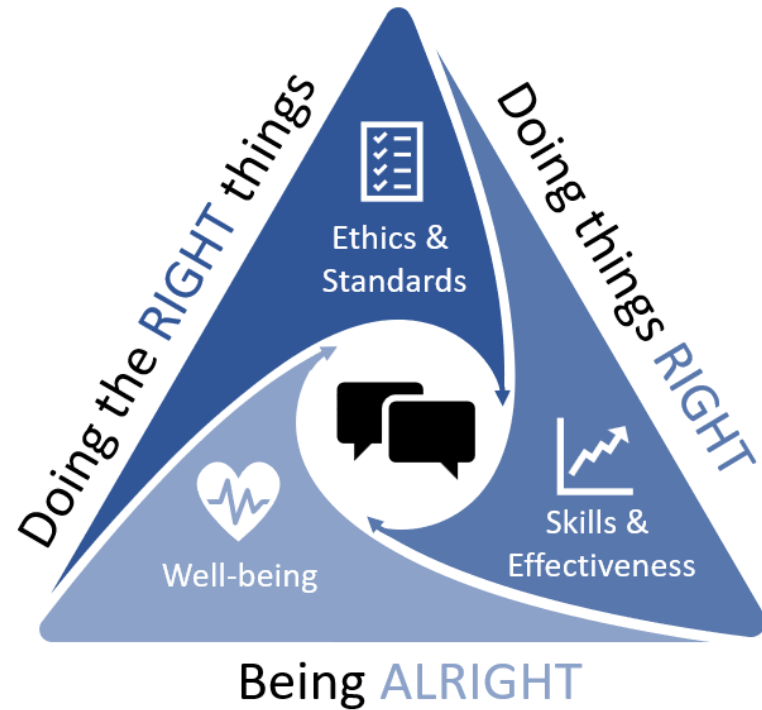 Doing the RIGHT things
Doing things RIGHT
Ethics &
Standards
Well-being
Skills &
Effectiveness
Being ALRIGHT